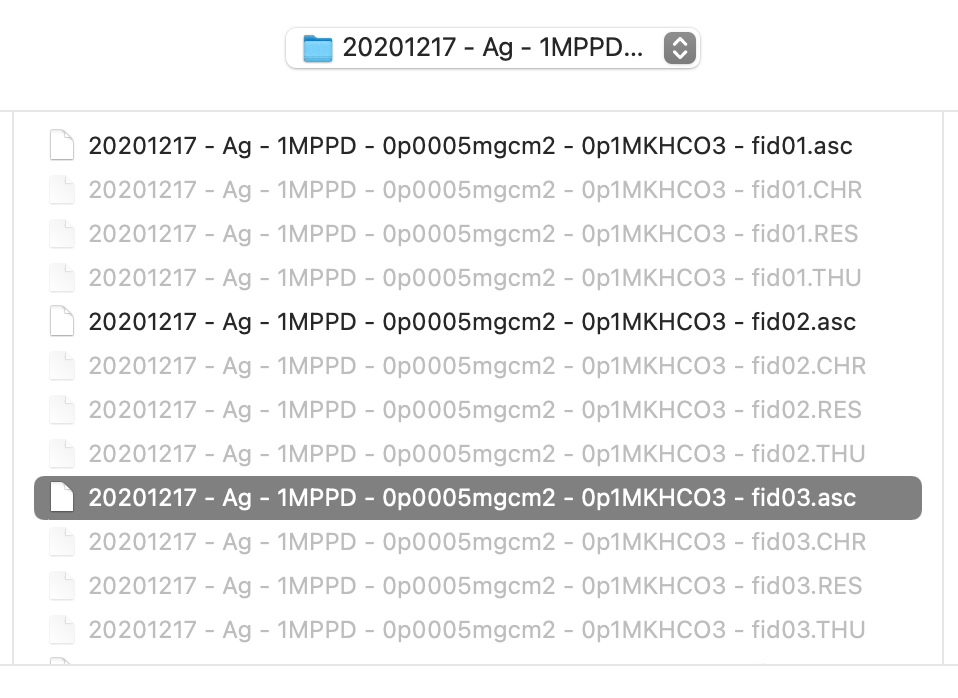 20201217 - Ag - 1MPPD...
20201217 - Ag - 1MPPD - 0p0005mgcm2 - 0p1MKHCO3 - fid01.asc
20201217 - Ag - 1MPPD - 0p0005mgcm2 - 0p1MKHCO3 - fid01.CHR
20201217 - Ag - 1MPPD - 0p0005mgcm2 - 0p1MKHCO3 - fid01.RES
20201217 - Ag - 1MPPD - 0p0005mgcm2 - 0p1MKHCO3 - fid01.THU
20201217 - Ag - 1MPPD - 0p0005mgcm2 - 0p1MKHCO3 - fid02.asc
20201217 - Ag - 1MPPD - 0p0005mgcm2 - 0p1MKHCO3 - fid02.CHR
20201217 - Ag - 1MPPD - 0p0005mgcm2 - 0p1MKHCO3 - fid02.RES
20201217 - Ag - 1MPPD - 0p0005mgcm2 - 0p1MKHCO3 - fid02.THU
20201217 - Ag - 1MPPD - 0p0005mgcm2 - 0p1MKHCO3 - fid03.asc
20201217 - Ag - 1MPPD - 0p0005mgcm2 - 0p1MKHCO3 - fid03.CHR
20201217 - Ag - 1MPPD - 0p0005mgcm2 - 0p1MKHCO3 - fid03.RES
20201217 - Ag - 1MPPD - 0p0005mgcm2 - 0p1MKHCO3 - fid03.THU